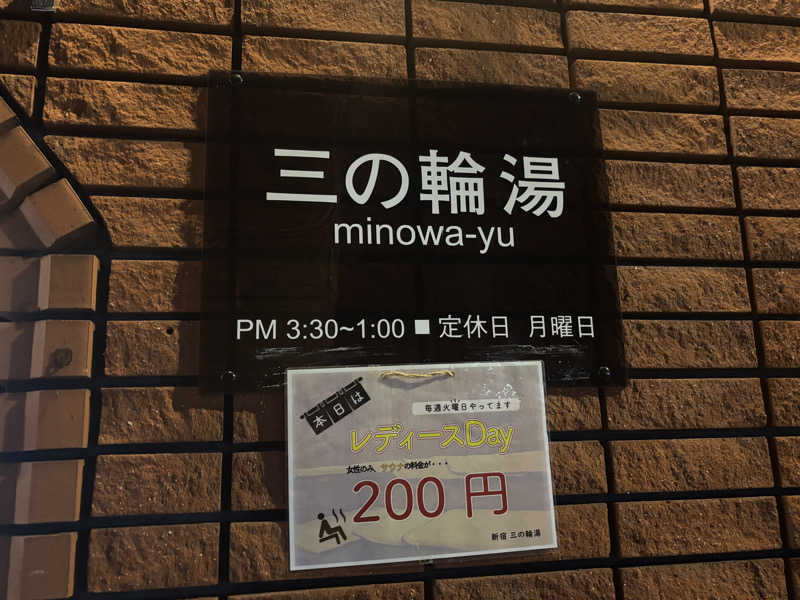 三の輪湯
minowa-yu
PM 3:30~1:00 ■ 定休日 月曜日
本日は
毎週火曜日やってます
レディースDay
女性のみ、サウナの料金が・・・
200 円
新宿 三の輪湯